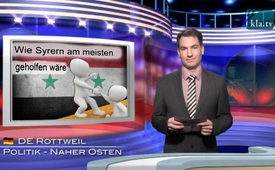 kla.tv
Wie Syrern am meisten
geholfen wäre
DE ROTTWEIL
POLITIK - NAHER OSTEN